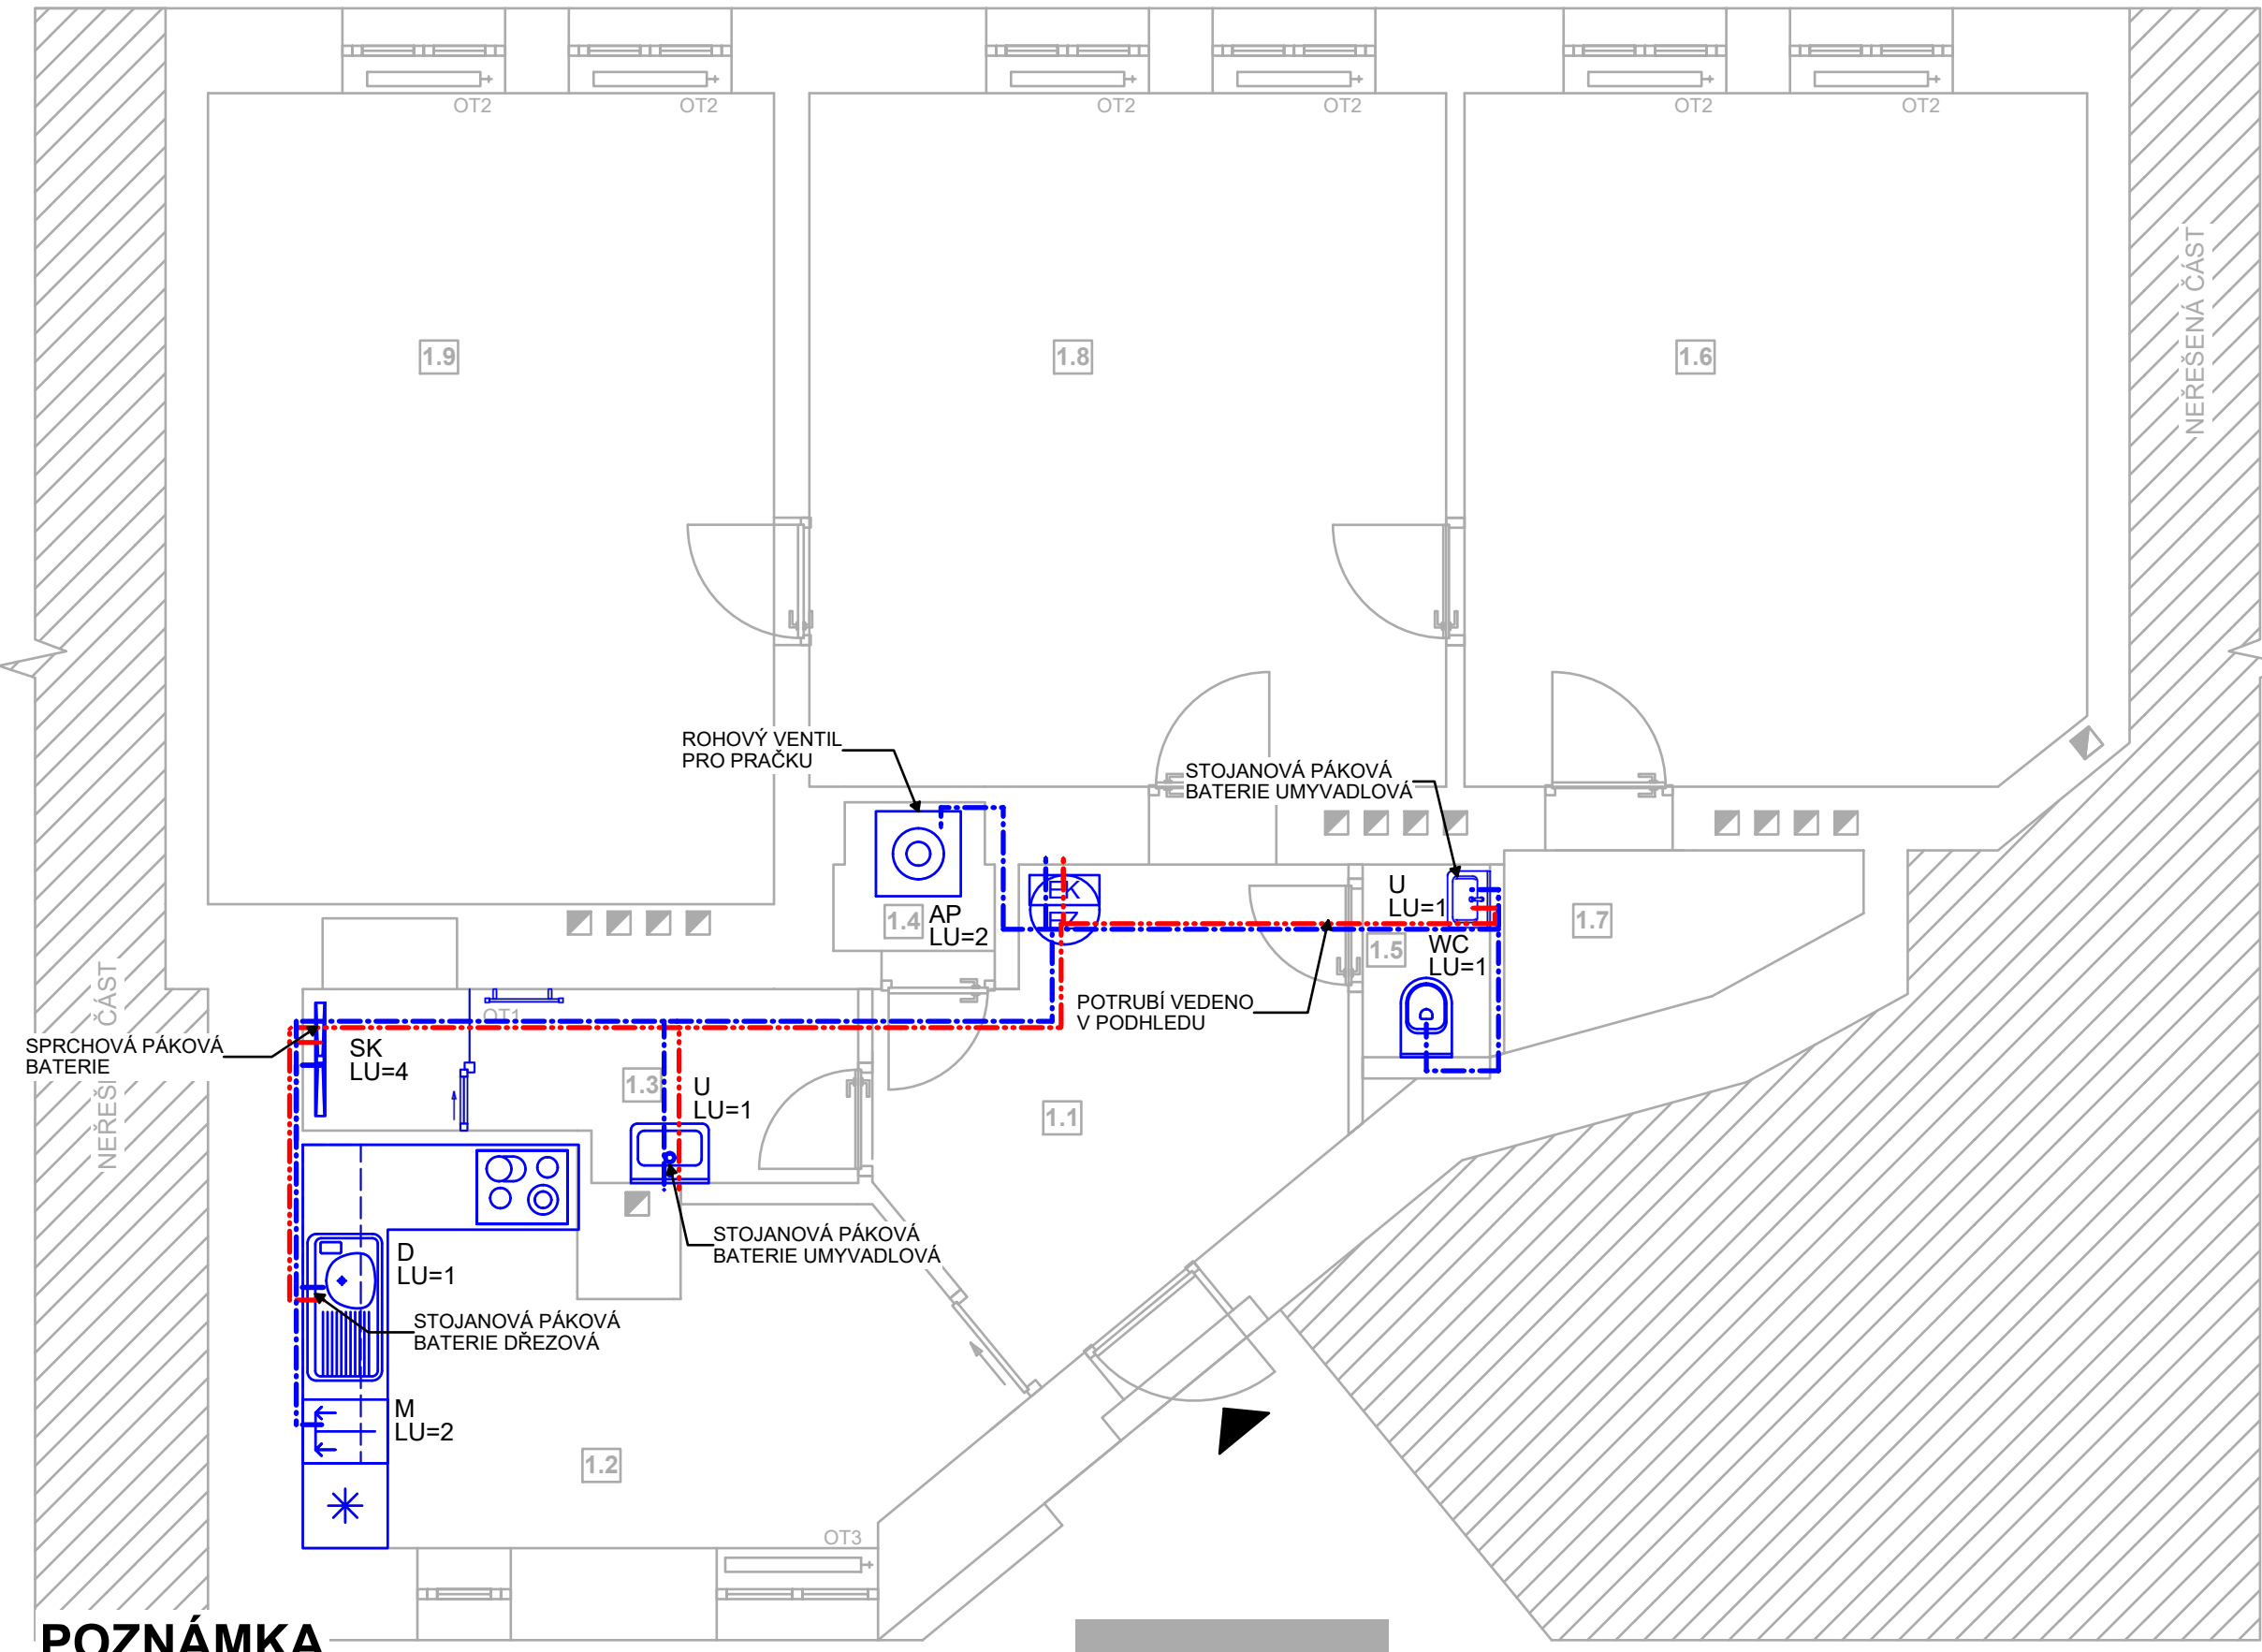 OT2
OT2
OT2
OT2
OT2
OT2
1.9
1.8
1.6
NEŘEŠENÁ ČÁST
ROHOVÝ VENTIL
PRO PRAČKU
STOJANOVÁ PÁKOVÁ
BATERIE UMYVADLOVÁ
1.4
AP
LU=2
U
LU=1
1.7
1.5
WC
LU=1
POTRUBÍ VEDENO
V PODHLEDU
OT1
SPRCHOVÁ PÁKOVÁ
BATERIE
ČÁST
SK
LU=4
1.3
U
LU=1
1.1
STOJANOVÁ PÁKOVÁ
BATERIE UMYVADLOVÁ
D
LU=1
STOJANOVÁ PÁKOVÁ
BATERIE DŘEZOVÁ
M
LU=2
1.2
OT3
POZNÁMKA